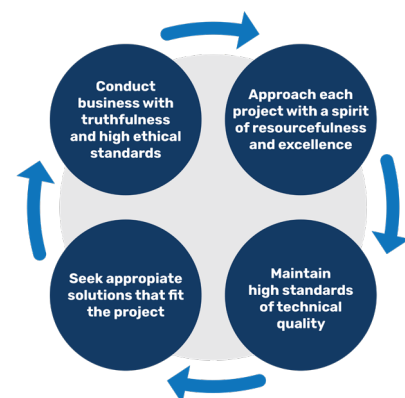 Conduct
business with
truthfulness
and high ethical
standards
Approach each
project with a spirit
of resourcefulness
and excellence
Maintain
high standards
of technical
quality
Seek appropiate
solutions that fit
the project